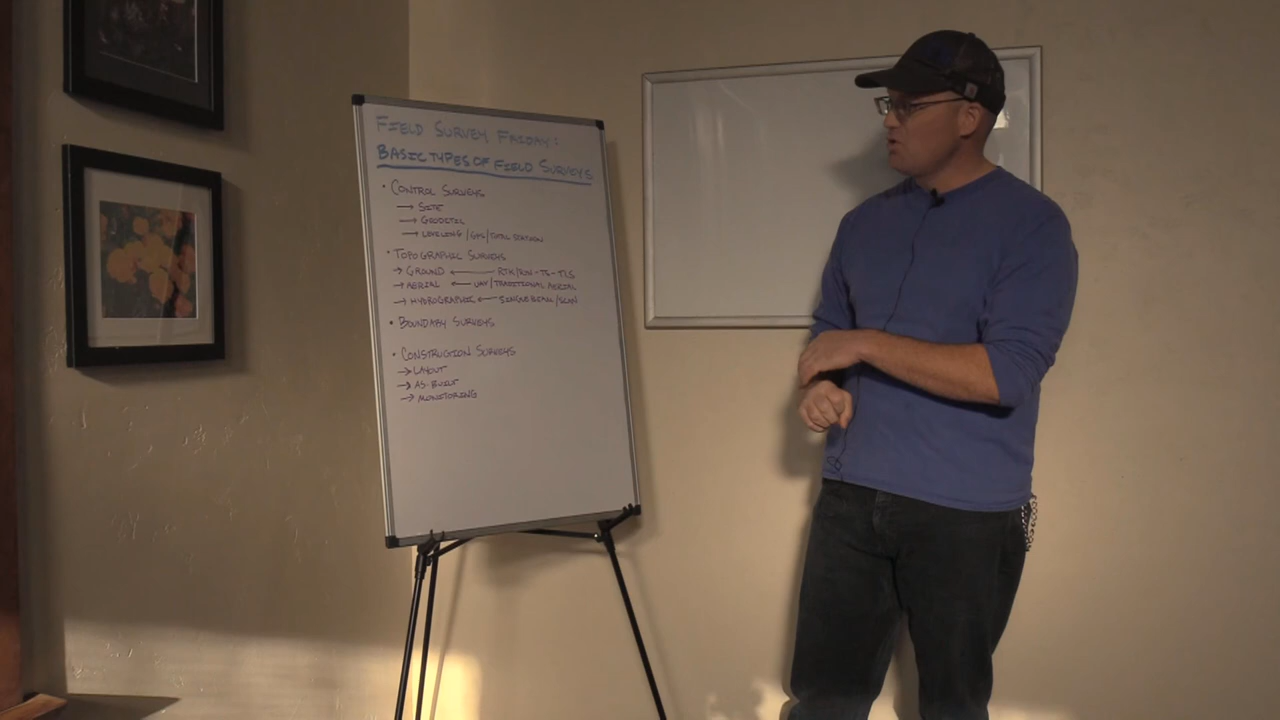 FIELD SURVEY FRIDAY:
BASIC TYPES OF FIELD SURVEYS
• CONTROL SURVEYS
→ SITE
→ GEODETIC
→ LEVELING/GPS/TOTAL STATION
• TOPOGRAPHIC SURVEYS
→ GROUND ← RTK/RTN-TS-TLS
→ AERIAL ← UAV/TRADITIONAL AERIAL
→ HYDROGRAPHIC ← SINGLE BEAM/SCAN
• BOUNDARY SURVEYS
• CONSTRUCTION SURVEYS
→ LAYOUT
→ AS-BUILT
→ MONITORING